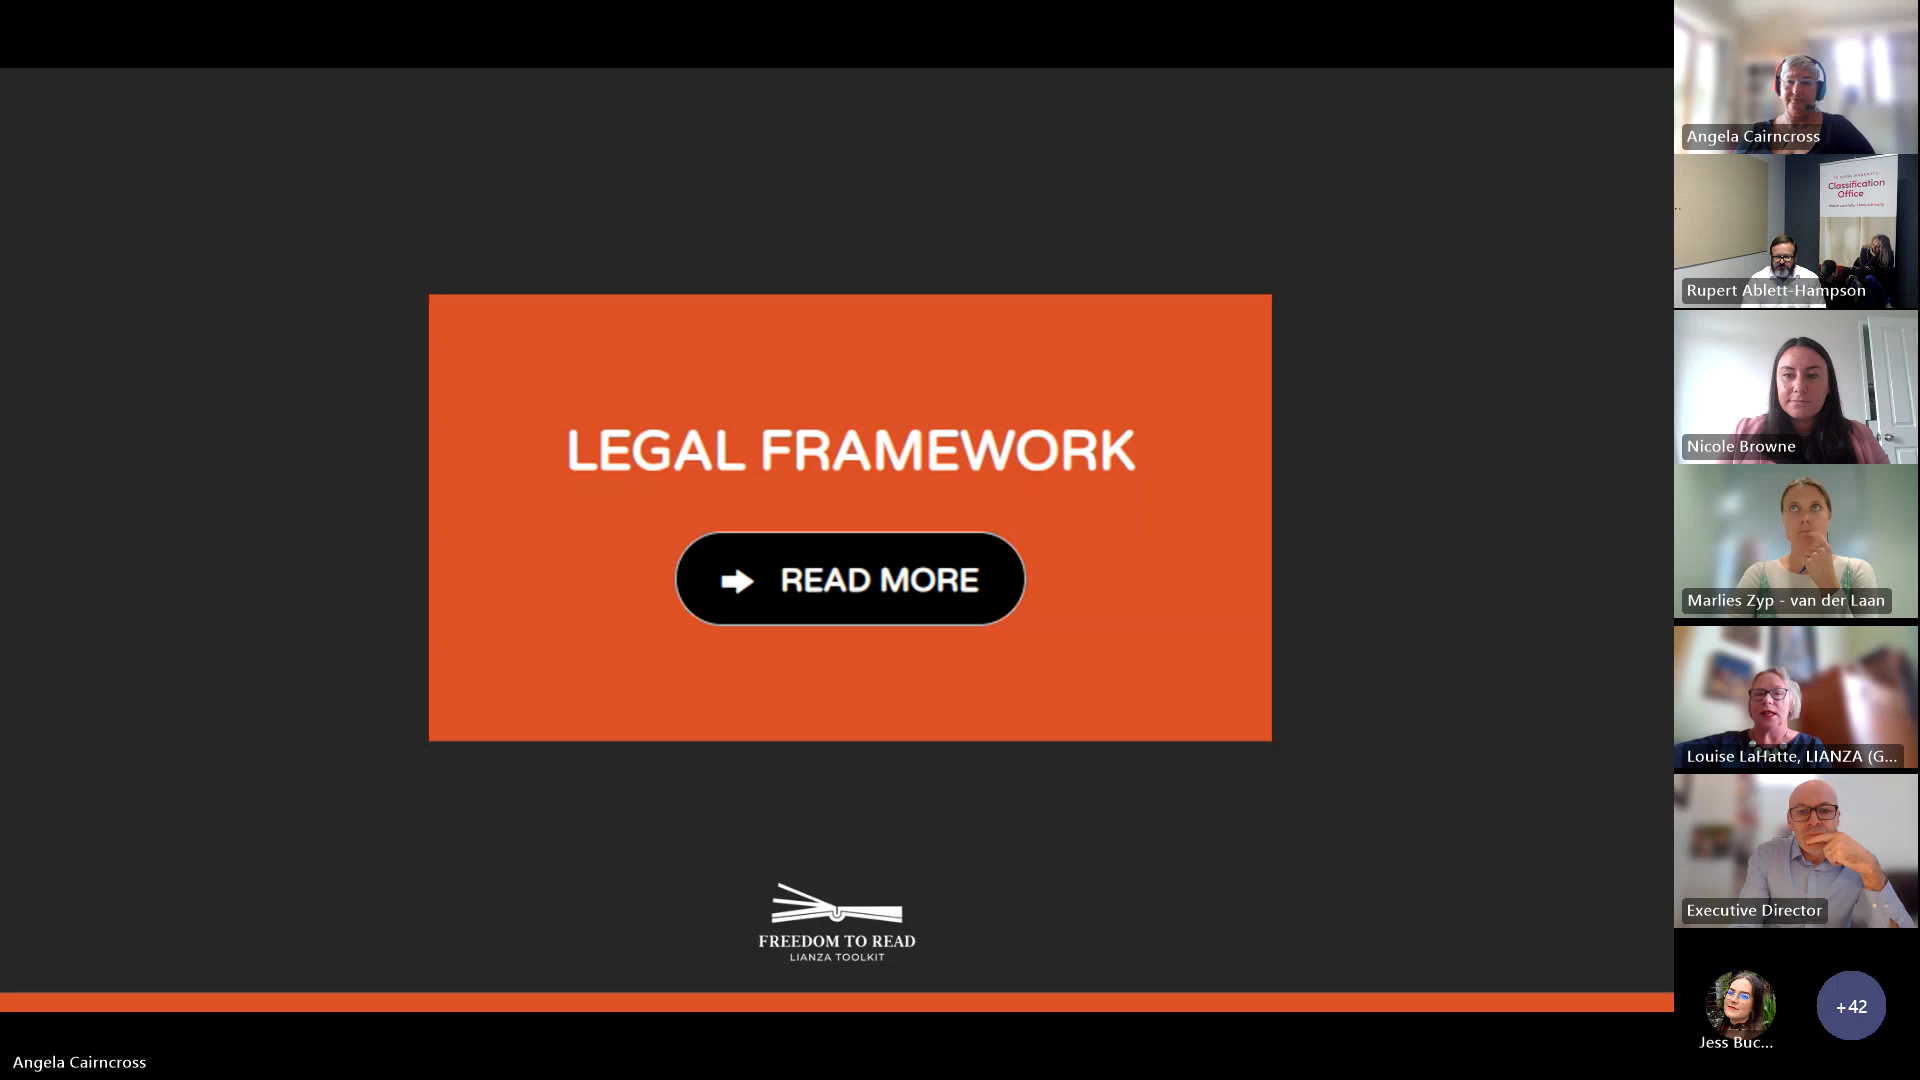 LEGAL FRAMEWORK
READ MORE
FREEDOM TO READ
LIANZA TOOLKIT
Angela Cairncross
Angela Cairncross
Classification
Office
Rupert Ablett-Hampson
Nicole Browne
Marlies Zyp - van der Laan
Louise LaHatte, LIANZA (G...
Executive Director
Jess Buc...
+42